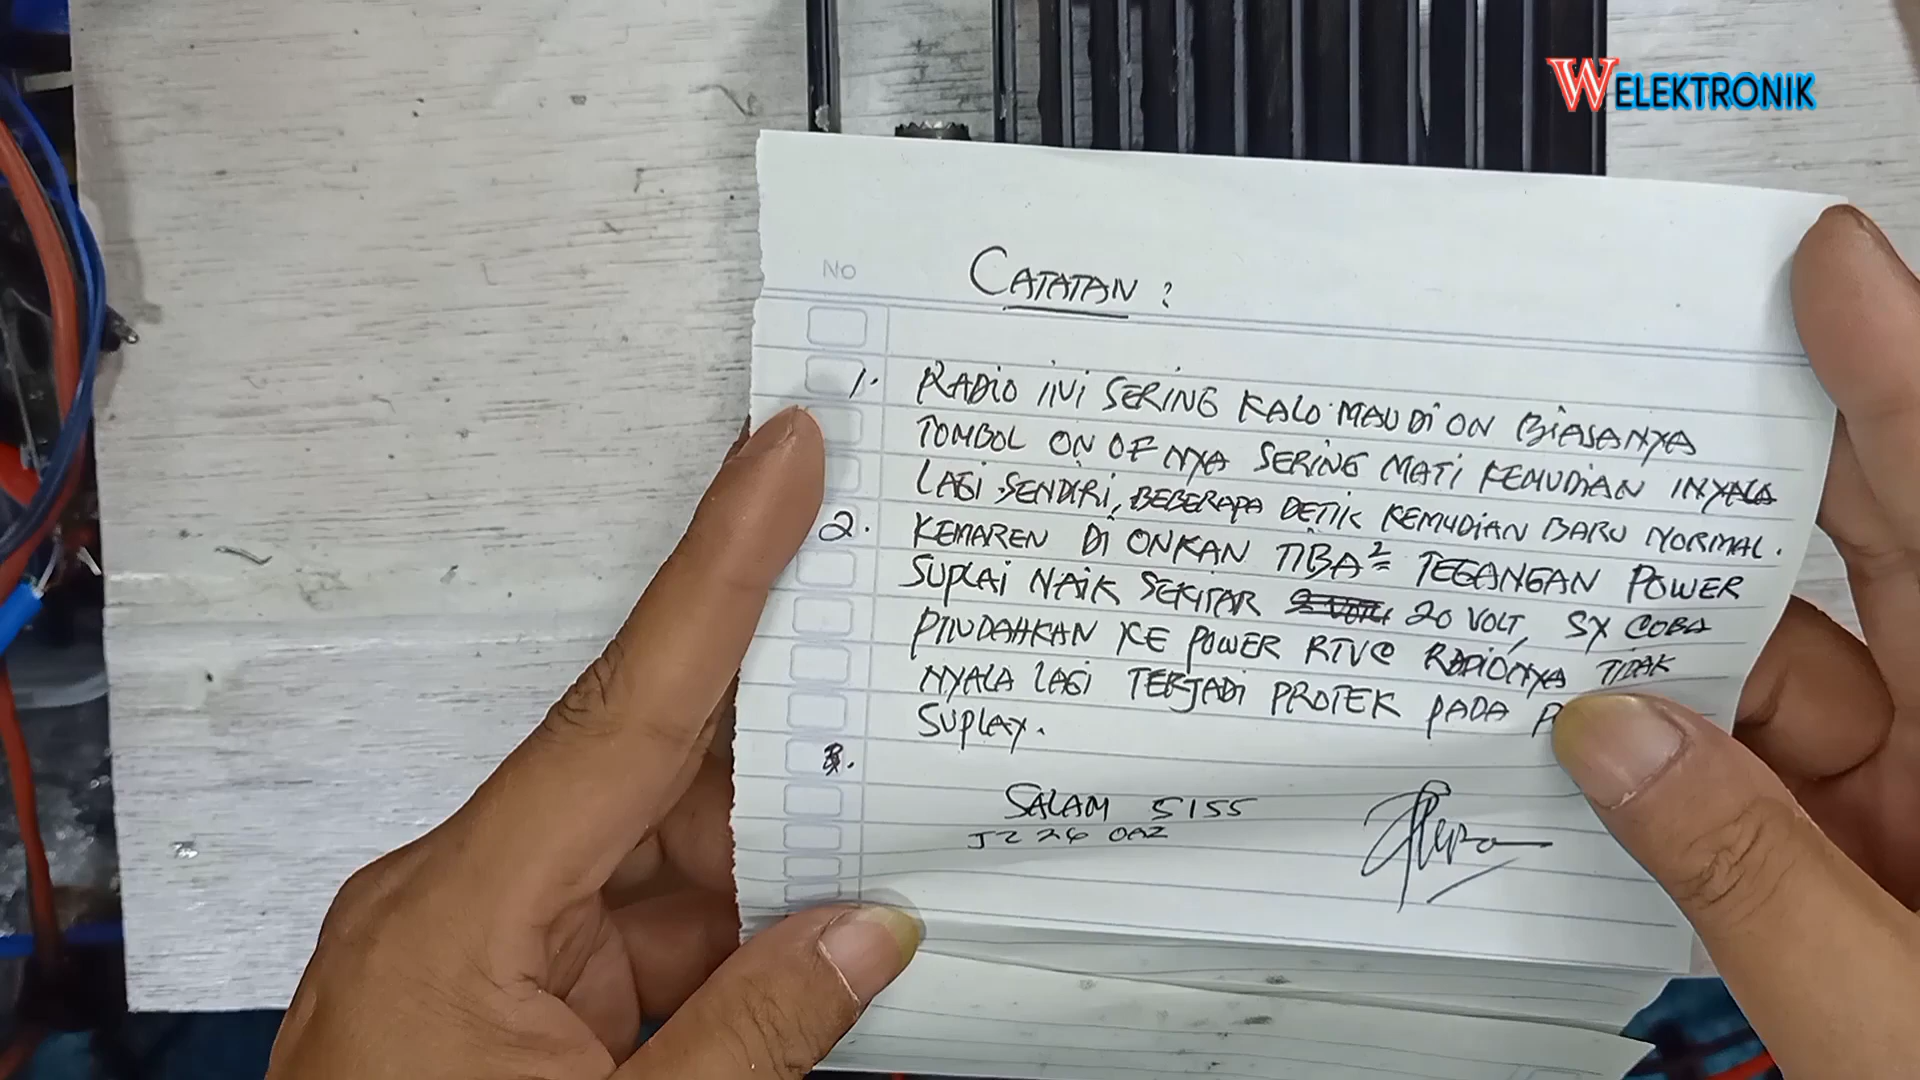 WELEKTRONIK
NO
CATATAN :
1. RADIO INI SERING KALO MAU DI ON BIASANYA
TOMBOL ON OF NYA SERING MATI KEMUDIAN NYALA
LAGI SENDIRI, BEBERAPA DETIK KEMUDIAN BARU NORMAL.
2. KEMAREN DI ONKAN TIBA² TEGANGAN POWER
SUPLAI NAIK SEKITAR 20 VOLT, SY COBA
PINDAHKAN KE POWER RTVC RADIONYA TIDAK
NYALA LAGI TERJADI PROTEK PADA P
SUPLAY.
3.
SALAM 5155
JZ 26